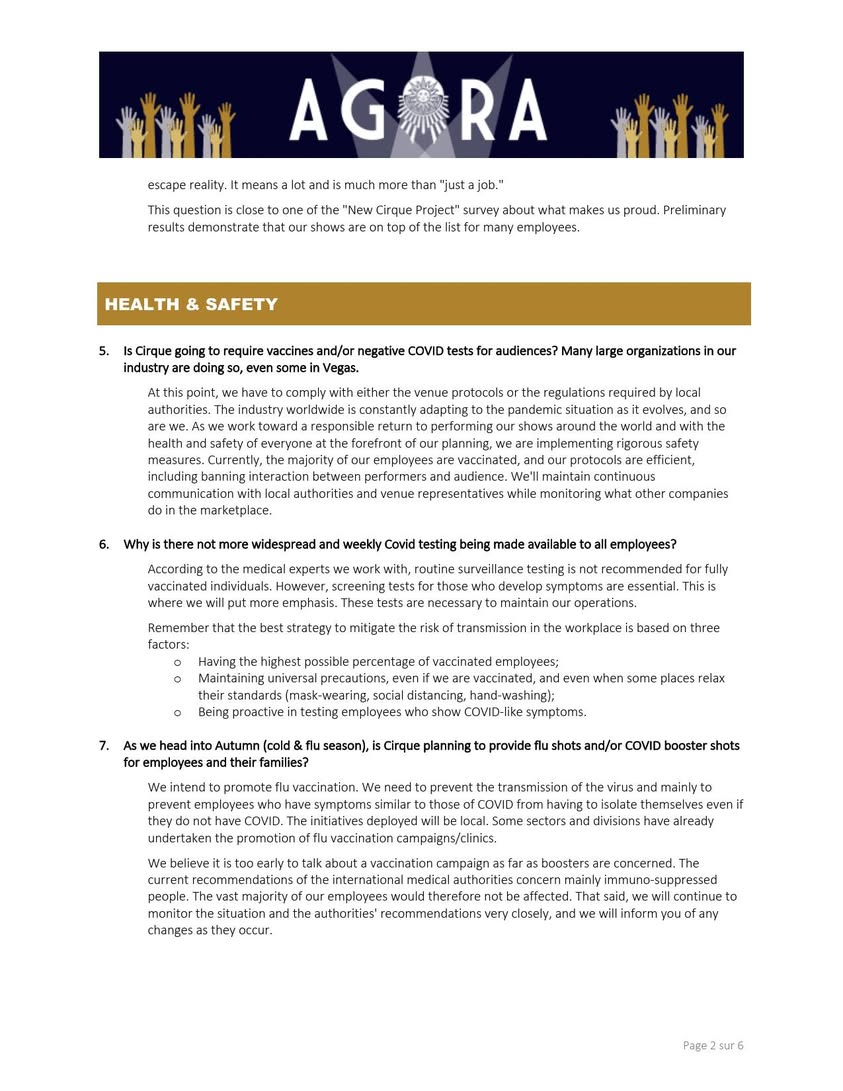 AGORA
escape reality. It means a lot and is much more than "just a job."
This question is close to one of the "New Cirque Project" survey about what makes us proud. Preliminary
results demonstrate that our shows are on top of the list for many employees.
HEALTH & SAFETY
5. Is Cirque going to require vaccines and/or negative COVID tests for audiences? Many large organizations in our
industry are doing so, even some in Vegas.
At this point, we have to comply with either the venue protocols or the regulations required by local
authorities. The industry worldwide is constantly adapting to the pandemic situation as it evolves, and so
are we. As we work toward a responsible return to performing our shows around the world and with the
health and safety of everyone at the forefront of our planning, we are implementing rigorous safety
measures. Currently, the majority of our employees are vaccinated, and our protocols are efficient,
including banning interaction between performers and audience. We'll maintain continuous
communication with local authorities and venue representatives while monitoring what other companies
do in the marketplace.
6. Why is there not more widespread and weekly Covid testing being made available to all employees?
According to the medical experts we work with, routine surveillance testing is not recommended for fully
vaccinated individuals. However, screening tests for those who develop symptoms are essential. This is
where we will put more emphasis. These tests are necessary to maintain our operations.
Remember that the best strategy to mitigate the risk of transmission in the workplace is based on three
factors:
o Having the highest possible percentage of vaccinated employees;
o Maintaining universal precautions, even if we are vaccinated, and even when some places relax
their standards (mask-wearing, social distancing, hand-washing);
o Being proactive in testing employees who show COVID-like symptoms.
7. As we head into Autumn (cold & flu season), is Cirque planning to provide flu shots and/or COVID booster shots
for employees and their families?
We intend to promote flu vaccination. We need to prevent the transmission of the virus and mainly to
prevent employees who have symptoms similar to those of COVID from having to isolate themselves even if
they do not have COVID. The initiatives deployed will be local. Some sectors and divisions have already
undertaken the promotion of flu vaccination campaigns/clinics.
We believe it is too early to talk about a vaccination campaign as far as boosters are concerned. The
current recommendations of the international medical authorities concern mainly immuno-suppressed
people. The vast majority of our employees would therefore not be affected. That said, we will continue to
monitor the situation and the authorities' recommendations very closely, and we will inform you of any
changes as they occur.
Page 2 sur 6